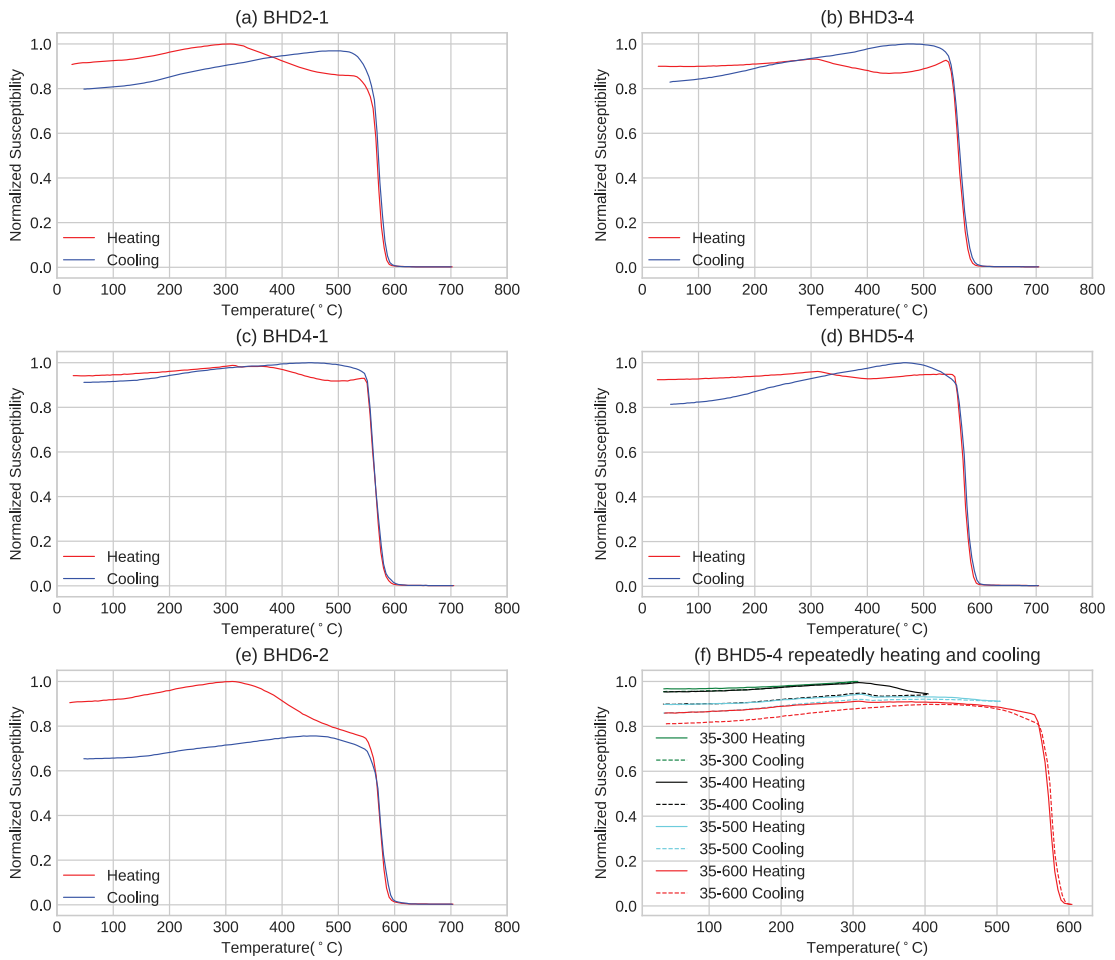 (a) BHD2-1
Normalized Susceptibility
1.0
0.8
0.6
0.4
0.2
0.0
Heating
Cooling
0 100 200 300 400 500 600 700 800
Temperature(°C)
(b) BHD3-4
Normalized Susceptibility
1.0
0.8
0.6
0.4
0.2
0.0
Heating
Cooling
0 100 200 300 400 500 600 700 800
Temperature(°C)
(c) BHD4-1
Normalized Susceptibility
1.0
0.8
0.6
0.4
0.2
0.0
Heating
Cooling
0 100 200 300 400 500 600 700 800
Temperature(°C)
(d) BHD5-4
Normalized Susceptibility
1.0
0.8
0.6
0.4
0.2
0.0
Heating
Cooling
0 100 200 300 400 500 600 700 800
Temperature(°C)
(e) BHD6-2
Normalized Susceptibility
1.0
0.8
0.6
0.4
0.2
0.0
Heating
Cooling
0 100 200 300 400 500 600 700 800
Temperature(°C)
(f) BHD5-4 repeatedly heating and cooling
Normalized Susceptibility
1.0
0.8
0.6
0.4
0.2
0.0
35-300 Heating
35-300 Cooling
35-400 Heating
35-400 Cooling
35-500 Heating
35-500 Cooling
35-600 Heating
35-600 Cooling
100 200 300 400 500 600
Temperature(°C)